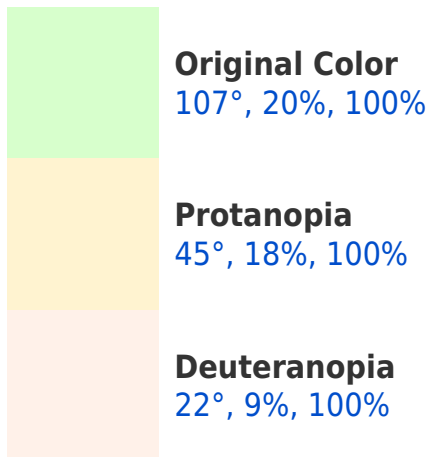 Original Color
107°, 20%, 100%
Protanopia
45°, 18%, 100%
Deuteranopia
22°, 9%, 100%